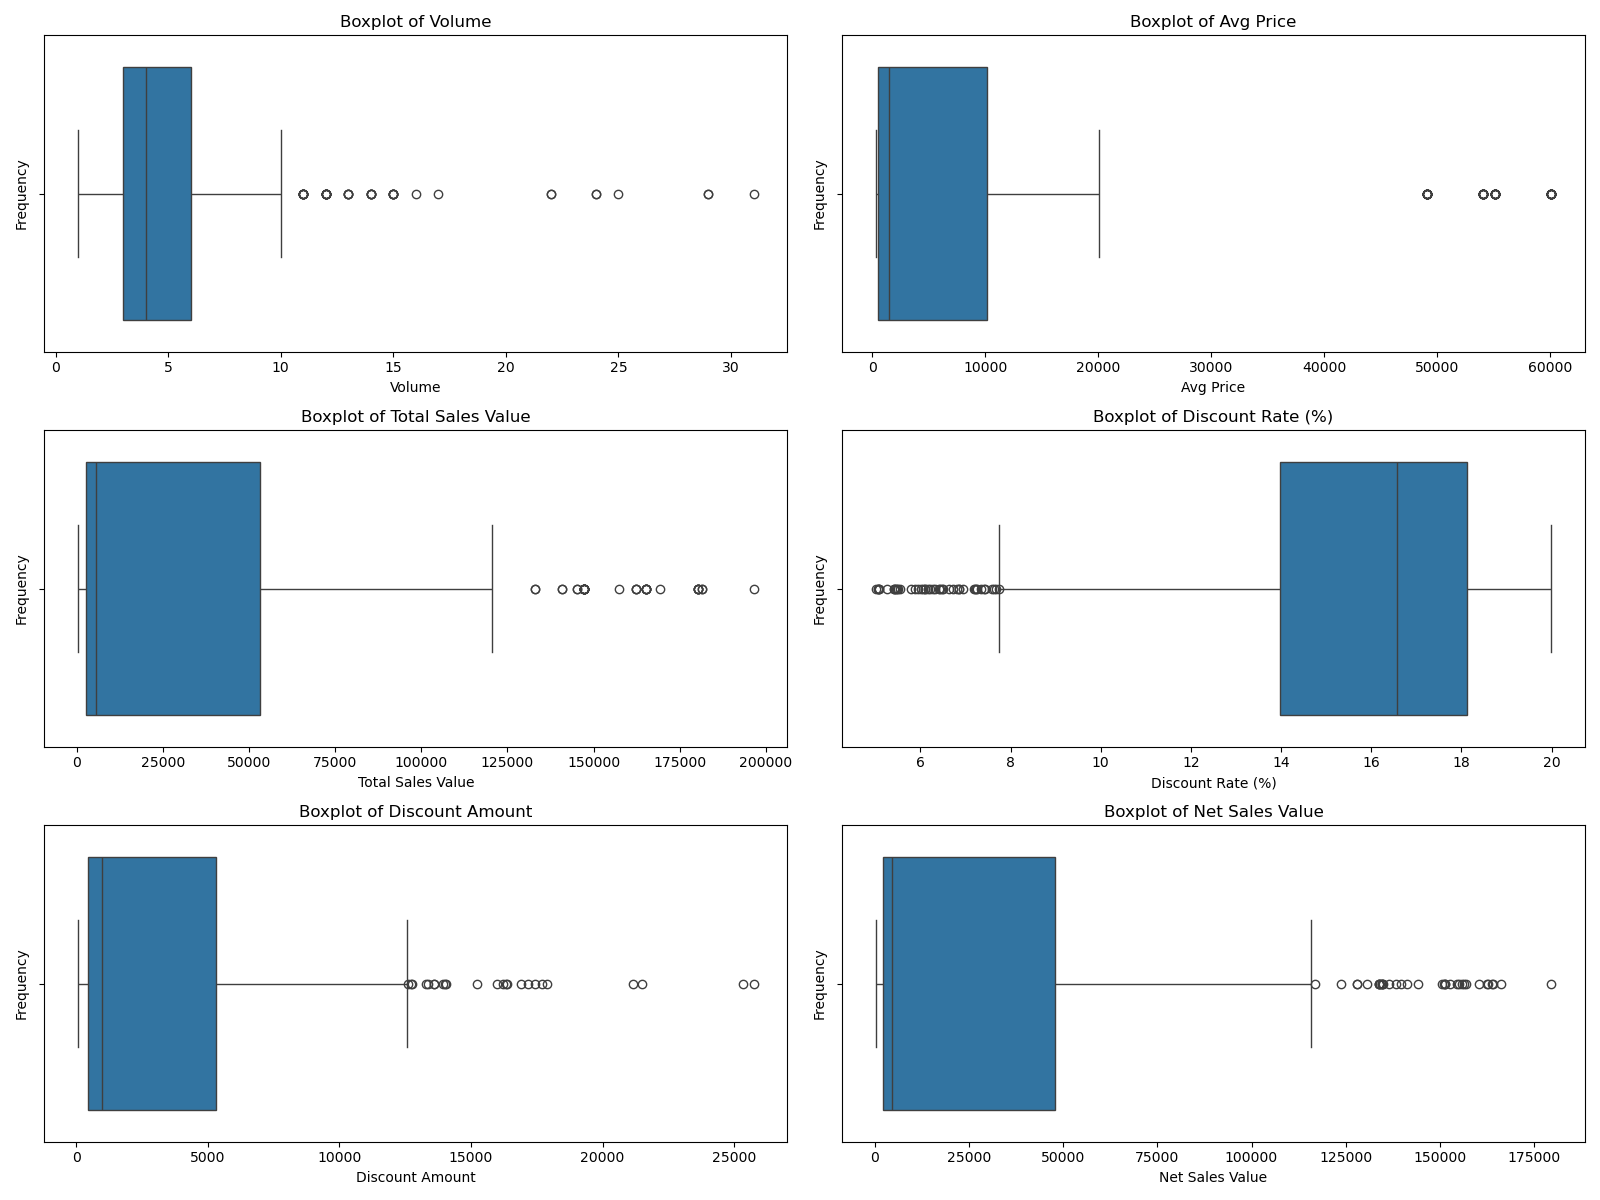 Boxplot of Volume
Frequency
0 5 10 15 20 25 30
Volume
Boxplot of Avg Price
Frequency
0 10000 20000 30000 40000 50000 60000
Avg Price
Boxplot of Total Sales Value
Frequency
0 25000 50000 75000 100000 125000 150000 175000 200000
Total Sales Value
Boxplot of Discount Rate (%)
Frequency
6 8 10 12 14 16 18 20
Discount Rate (%)
Boxplot of Discount Amount
Frequency
0 5000 10000 15000 20000 25000
Discount Amount
Boxplot of Net Sales Value
Frequency
0 25000 50000 75000 100000 125000 150000 175000
Net Sales Value